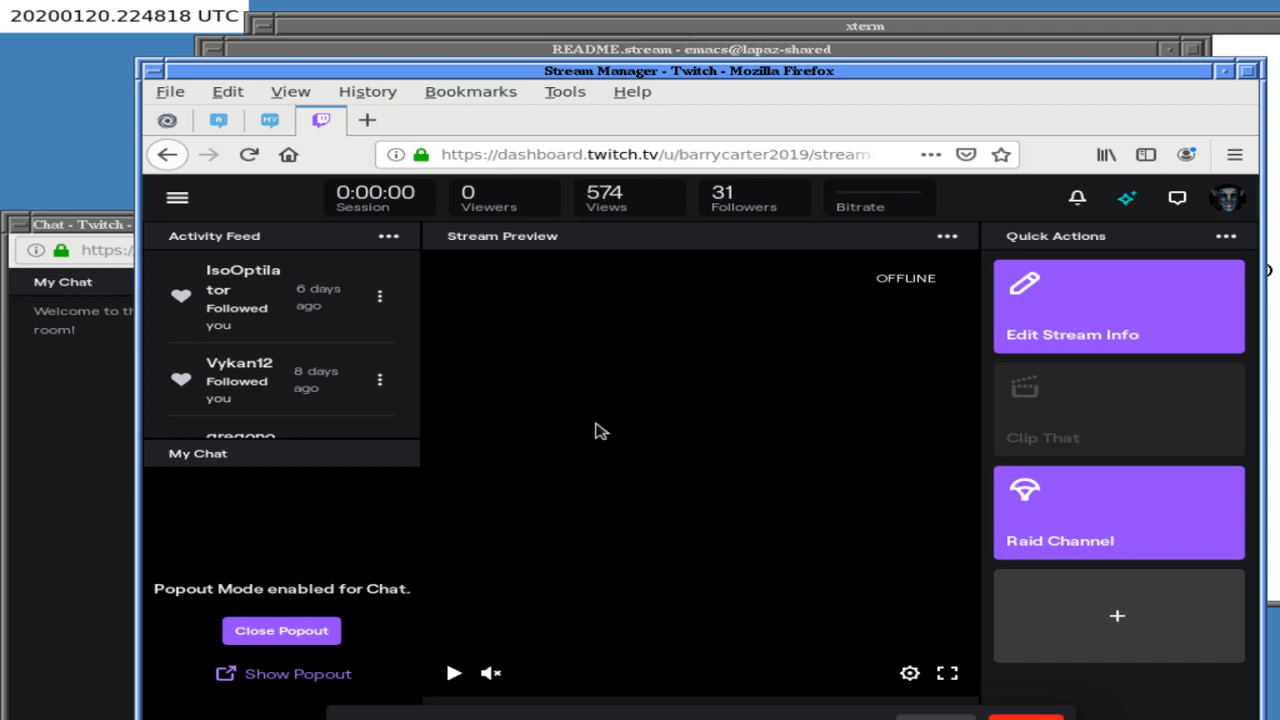 20200120.224818 UTC
xterm
README.stream - emacs@lapaz-shared
Stream Manager - Twitch - Mozilla Firefox
File Edit View History Bookmarks Tools Help
https://dashboard.twitch.tv/u/barrycarter2019/stream
0:00:00 Session
0 Viewers
574 Views
31 Followers
Bitrate
Chat - Twitch -
https:/
My Chat
Welcome to th
room!
Activity Feed
IsoOptila
tor
Followed
you
6 days
ago
Vykan12
Followed
you
8 days
ago
gregono
My Chat
Popout Mode enabled for Chat.
Close Popout
Show Popout
Stream Preview
OFFLINE
Quick Actions
Edit Stream Info
Clip That
Raid Channel
+